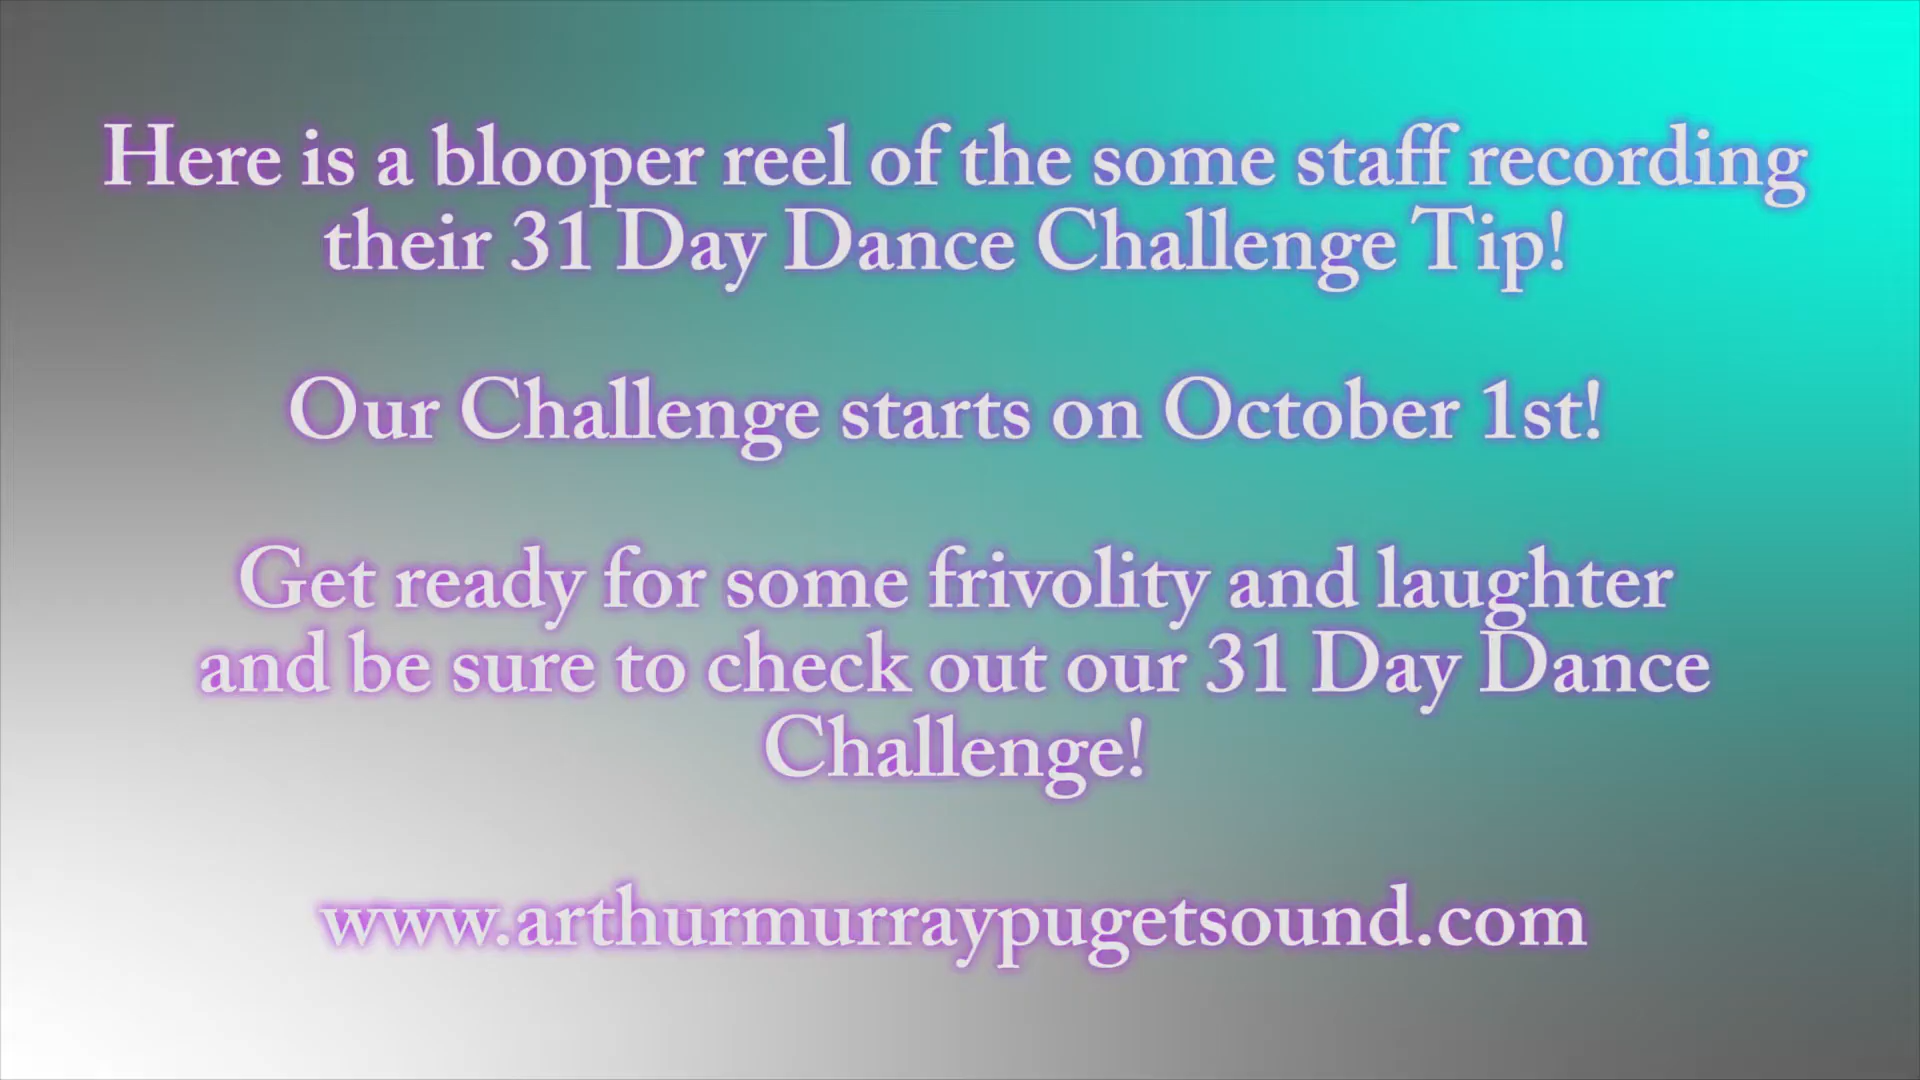 Here is a blooper reel of the some staff recording
their 31 Day Dance Challenge Tip!
Our Challenge starts on October 1st!
Get ready for some frivolity and laughter
and be sure to check out our 31 Day Dance
Challenge!
www.arthurmurraypugetsound.com